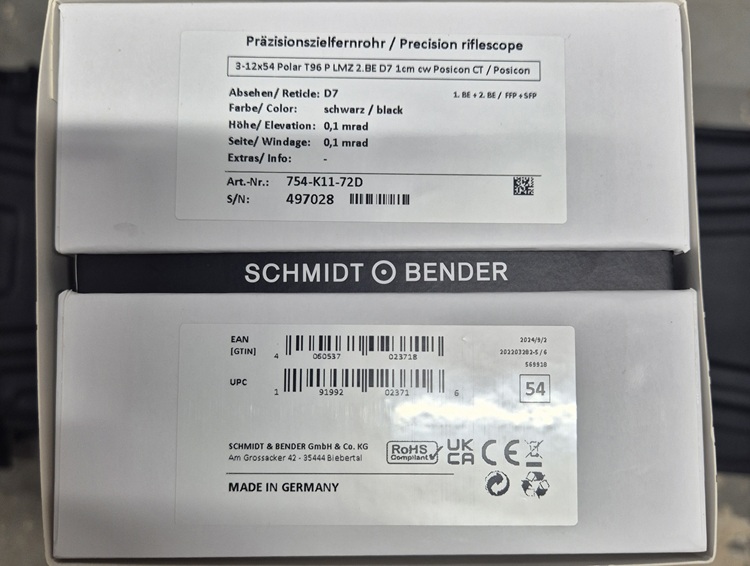 Präzisionszielfernrohr / Precision riflescope
3-12x54 Polar T96 P LMZ 2.BE D7 1cm cw Posicon CT / Posicon
Absehen/ Reticle: D7
1. BE + 2. BE / FFP + SFP
Farbe/ Color: schwarz / black
Höhe/ Elevation: 0,1 mrad
Seite/ Windage: 0,1 mrad
Extras/ Info: -
Art.-Nr.: 754-K11-72D
S/N: 497028
SCHMIDT BENDER
EAN
[GTIN]
4 060537 023718
2024/9/2
202203282-5 / 6
569918
UPC
1 91992 02371 6
54
SCHMIDT & BENDER GmbH & Co. KG
Am Grossacker 42 - 35444 Biebertal
RoHS
Compliant
UK
CA
CE
MADE IN GERMANY